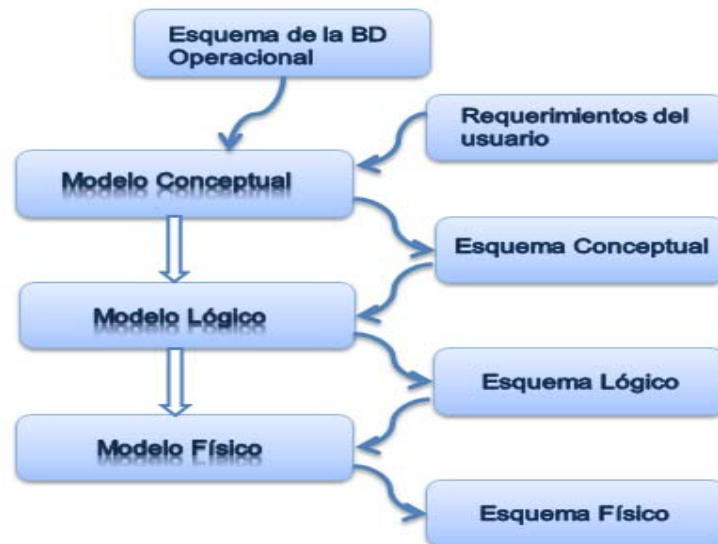 Esquema de la BD
Operacional
Requerimientos del
usuario
Modelo Conceptual
Esquema Conceptual
Modelo Lógico
Esquema Lógico
Modelo Físico
Esquema Físico